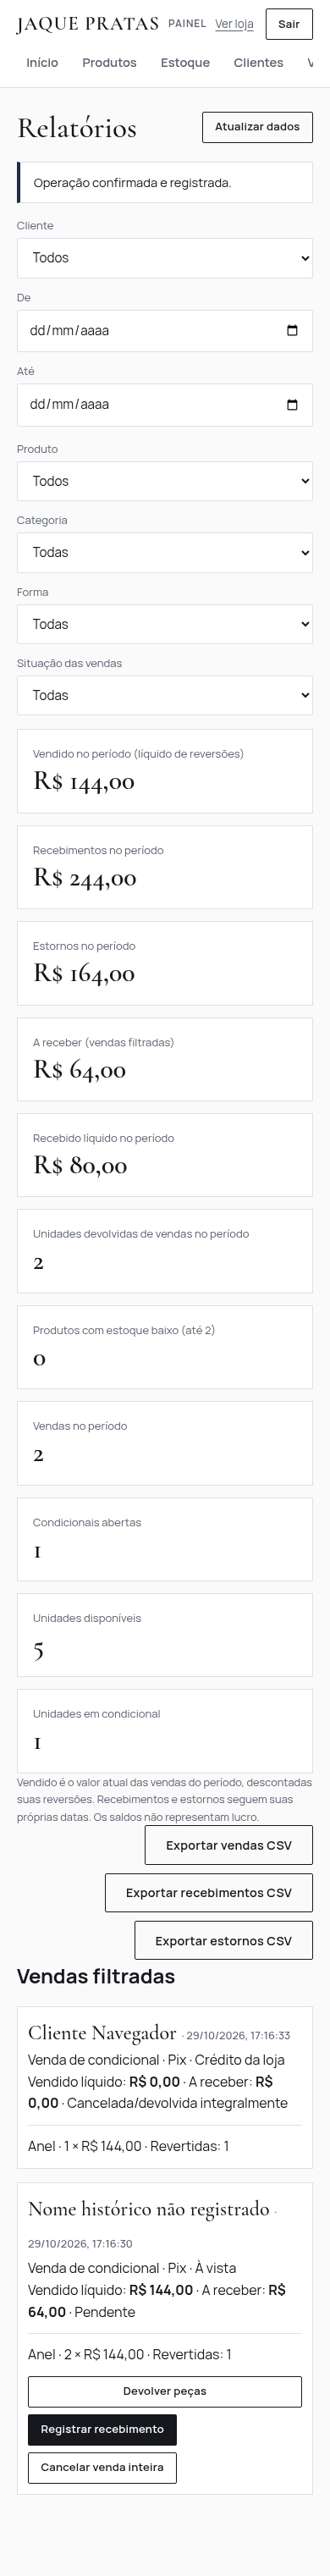 JAQUE PRATAS PAINEL Ver loja Sair
Início Produtos Estoque Clientes V
Relatórios Atualizar dados
Operação confirmada e registrada.
Cliente
Todos
De
dd/mm/aaaa
Até
dd/mm/aaaa
Produto
Todos
Categoria
Todas
Forma
Todas
Situação das vendas
Todas
Vendido no período (líquido de reversões)
R$ 144,00
Recebimentos no período
R$ 244,00
Estornos no período
R$ 164,00
A receber (vendas filtradas)
R$ 64,00
Recebido líquido no período
R$ 80,00
Unidades devolvidas de vendas no período
2
Produtos com estoque baixo (até 2)
0
Vendas no período
2
Condicionais abertas
1
Unidades disponíveis
5
Unidades em condicional
1
Vendido é o valor atual das vendas do período, descontadas
suas reversões. Recebimentos e estornos seguem suas
próprias datas. Os saldos não representam lucro.
Exportar vendas CSV
Exportar recebimentos CSV
Exportar estornos CSV
Vendas filtradas
Cliente Navegador · 29/10/2026, 17:16:33
Venda de condicional · Pix · Crédito da loja
Vendido líquido: R$ 0,00 · A receber: R$
0,00 · Cancelada/devolvida integralmente
Anel · 1 × R$ 144,00 · Revertidas: 1
Nome histórico não registrado ·
29/10/2026, 17:16:30
Venda de condicional · Pix · À vista
Vendido líquido: R$ 144,00 · A receber: R$
64,00 · Pendente
Anel · 2 × R$ 144,00 · Revertidas: 1
Devolver peças
Registrar recebimento
Cancelar venda inteira